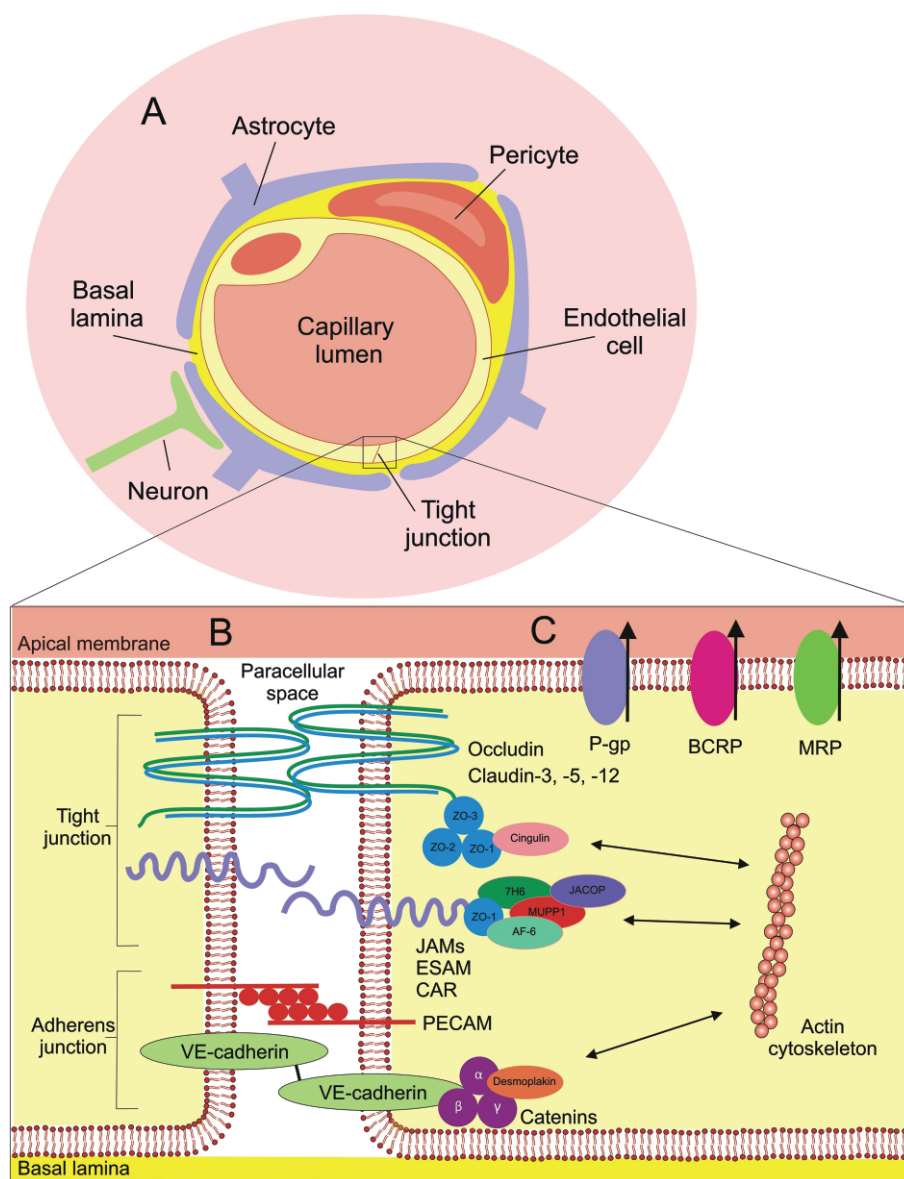 A
Astrocyte
Pericyte
Basal
lamina
Capillary
lumen
Endothelial
cell
Neuron
Tight
junction
B
C
Apical membrane
Paracellular
space
P-gp
BCRP
MRP
Occludin
Claudin-3, -5, -12
Tight
junction
ZO-3
ZO-2
ZO-1
Cingulin
7H6
JACOP
ZO-1
MUPP1
AF-6
JAMs
ESAM
CAR
Adherens
junction
PECAM
Actin
cytoskeleton
VE-cadherin
VE-cadherin
α
Desmoplakin
β
γ
Catenins
Basal lamina